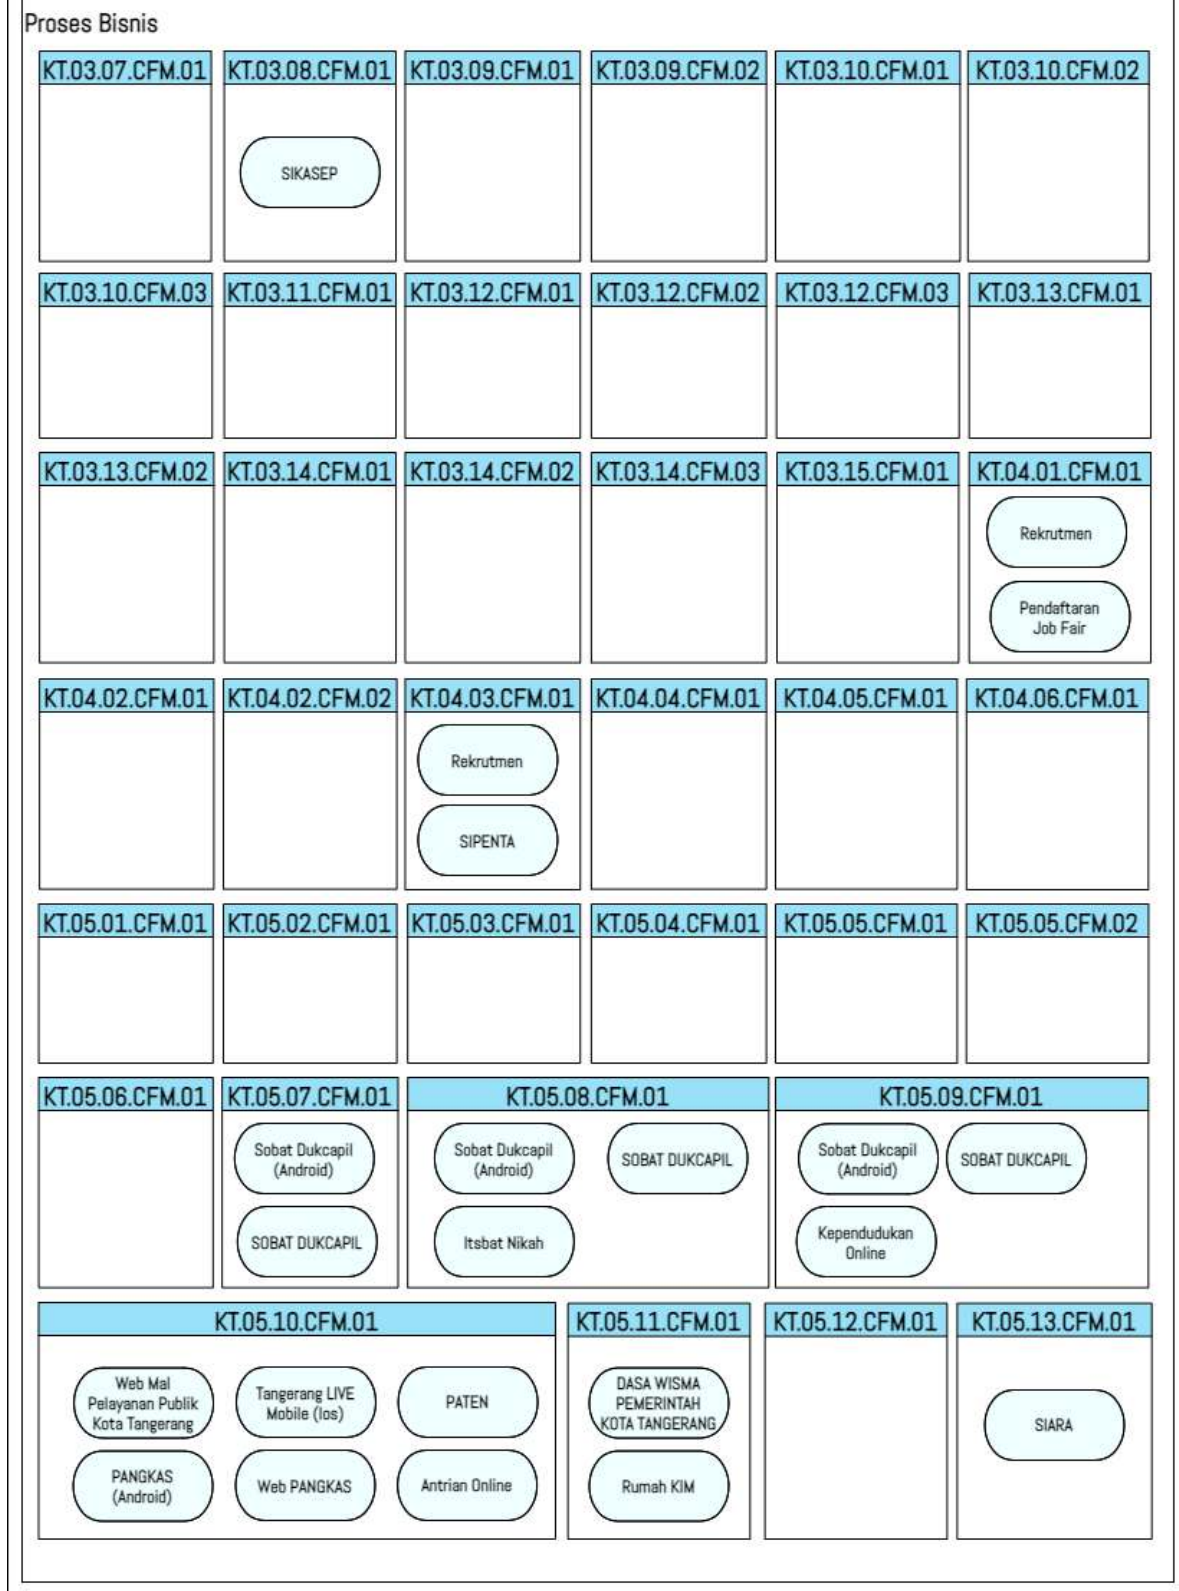 Proses Bisnis
KT.03.07.CFM.01
KT.03.08.CFM.01
KT.03.09.CFM.01
KT.03.09.CFM.02
KT.03.10.CFM.01
KT.03.10.CFM.02
SIKASEP
KT.03.10.CFM.03
KT.03.11.CFM.01
KT.03.12.CFM.01
KT.03.12.CFM.02
KT.03.12.CFM.03
KT.03.13.CFM.01
KT.03.13.CFM.02
KT.03.14.CFM.01
KT.03.14.CFM.02
KT.03.14.CFM.03
KT.03.15.CFM.01
KT.04.01.CFM.01
Rekrutmen
Pendaftaran
Job Fair
KT.04.02.CFM.01
KT.04.02.CFM.02
KT.04.03.CFM.01
KT.04.04.CFM.01
KT.04.05.CFM.01
KT.04.06.CFM.01
Rekrutmen
SIPENTA
KT.05.01.CFM.01
KT.05.02.CFM.01
KT.05.03.CFM.01
KT.05.04.CFM.01
KT.05.05.CFM.01
KT.05.05.CFM.02
KT.05.06.CFM.01
KT.05.07.CFM.01
KT.05.08.CFM.01
KT.05.09.CFM.01
Sobat Dukcapil
(Android)
SOBAT DUKCAPIL
Sobat Dukcapil
(Android)
SOBAT DUKCAPIL
Itsbat Nikah
Sobat Dukcapil
(Android)
SOBAT DUKCAPIL
Kependudukan
Online
KT.05.10.CFM.01
KT.05.11.CFM.01
KT.05.12.CFM.01
KT.05.13.CFM.01
Web Mal
Pelayanan Publik
Kota Tangerang
Tangerang LIVE
Mobile (Ios)
PATEN
PANGKAS
(Android)
Web PANGKAS
Antrian Online
DASA WISMA
PEMERINTAH
KOTA TANGERANG
Rumah KIM
SIARA